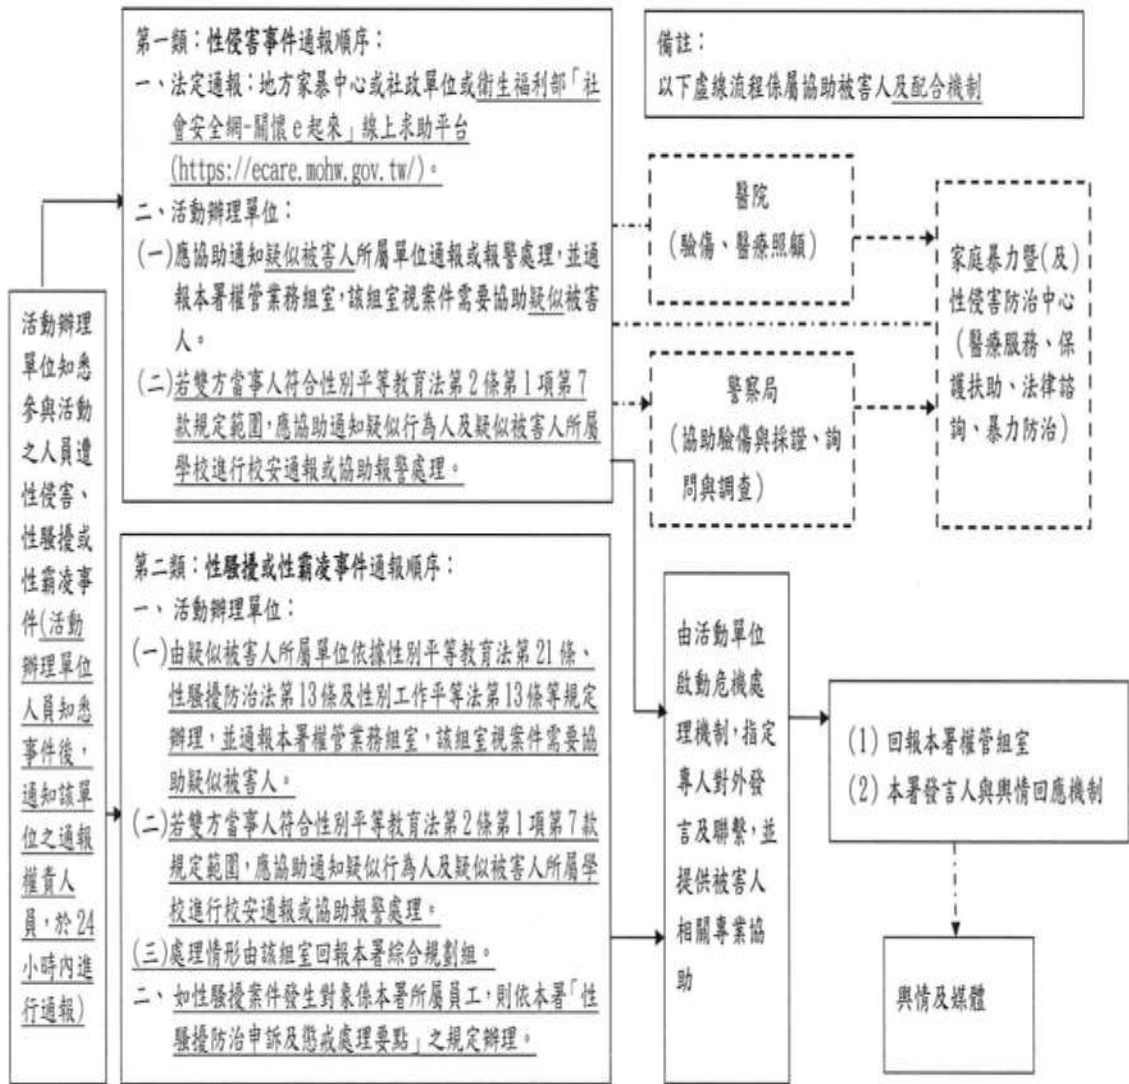 活動辦理
單位知悉
參與活動
之人員遭
性侵害、
性騷擾或
性霸凌事
件(活動
辦理單位
人員知悉
事件後，
通知該單
位之通報
權責人
員，於24
小時內進
行通報)
第一類：性侵害事件通報順序：
一、法定通報：地方家暴中心或社政單位或衛生福利部「社
會安全網-關懷e起來」線上求助平台
(https://ecare.mohw.gov.tw/)。
二、活動辦理單位：
(一)應協助通知疑似被害人所屬單位通報或報警處理，並通
報本署權管業務組室，該組室視案件需要協助疑似被害
人。
(二)若雙方當事人符合性別平等教育法第2條第1項第7
款規定範圍，應協助通知疑似行為人及疑似被害人所屬
學校進行校安通報或協助報警處理。
第二類：性騷擾或性霸凌事件通報順序：
一、活動辦理單位：
(一)由疑似被害人所屬單位依據性別平等教育法第21條、
性騷擾防治法第13條及性別工作平等法第13條等規定
辦理，並通報本署權管業務組室，該組室視案件需要協
助疑似被害人。
(二)若雙方當事人符合性別平等教育法第2條第1項第7款
規定範圍，應協助通知疑似行為人及疑似被害人所屬學
校進行校安通報或協助報警處理。
(三)處理情形由該組室回報本署綜合規劃組。
二、如性騷擾案件發生對象係本署所屬員工，則依本署「性
騷擾防治申訴及懲戒處理要點」之規定辦理。
備註：
以下虛線流程係屬協助被害人及配合機制
醫院
(驗傷、醫療照顧)
警察局
(協助驗傷與採證、詢
問與調查)
家庭暴力暨(及)
性侵害防治中心
(醫療服務、保
護扶助、法律諮
詢、暴力防治)
由活動單位
啟動危機處
理機制，指定
專人對外發
言及聯繫，並
提供被害人
相關專業協
助
(1) 回報本署權管組室
(2) 本署發言人與輿情回應機制
輿情及媒體